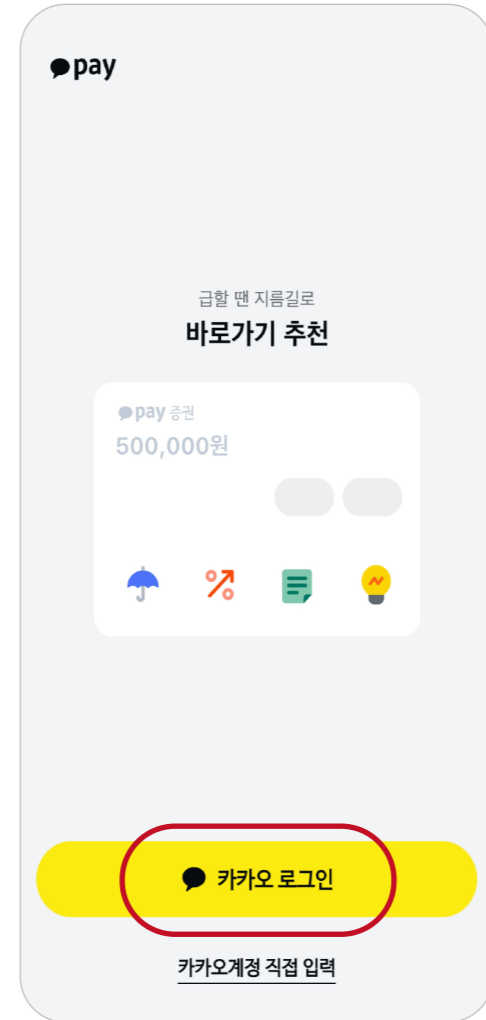 pay
급할 땐 지름길로
바로가기 추천
pay 증권
500,000원
카카오 로그인
카카오계정 직접 입력